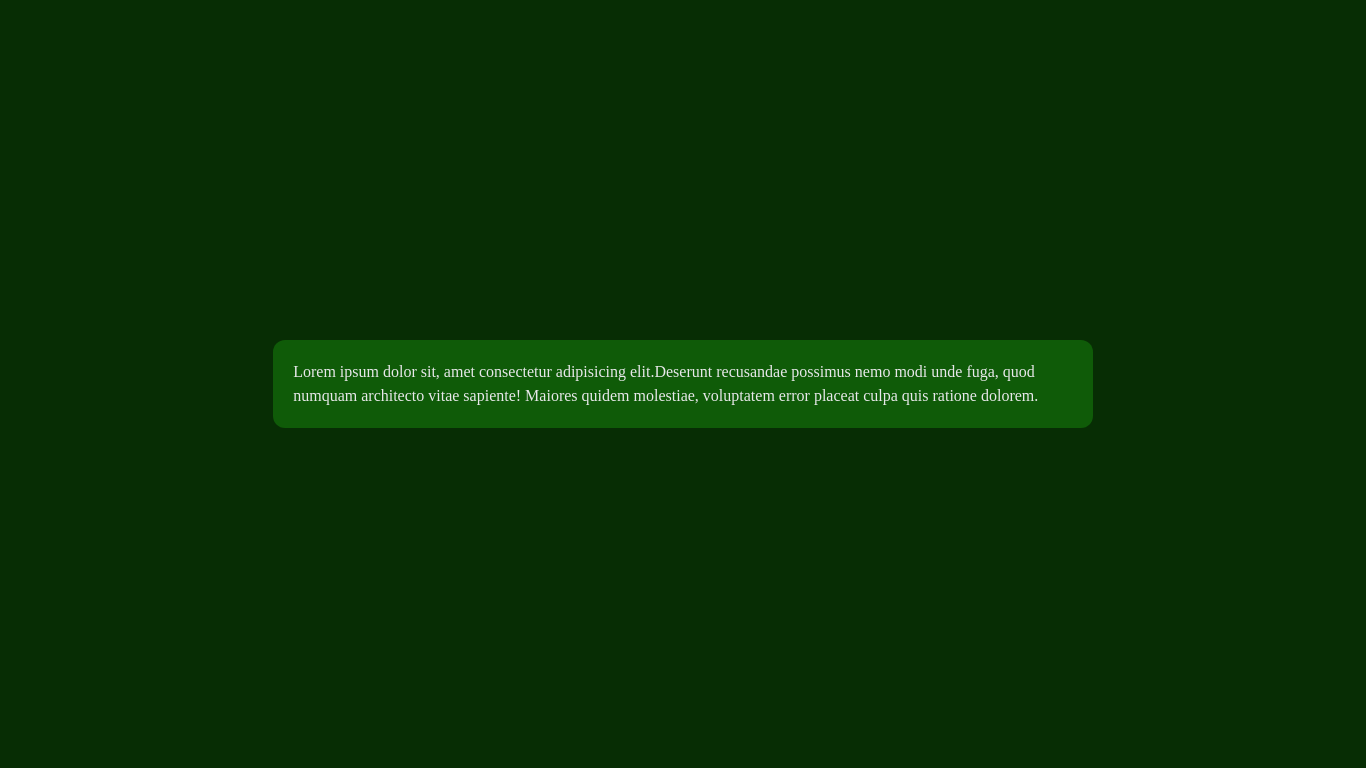 Lorem ipsum dolor sit, amet consectetur adipisicing elit.Deserunt recusandae possimus nemo modi unde fuga, quod
numquam architecto vitae sapiente! Maiores quidem molestiae, voluptatem error placeat culpa quis ratione dolorem.